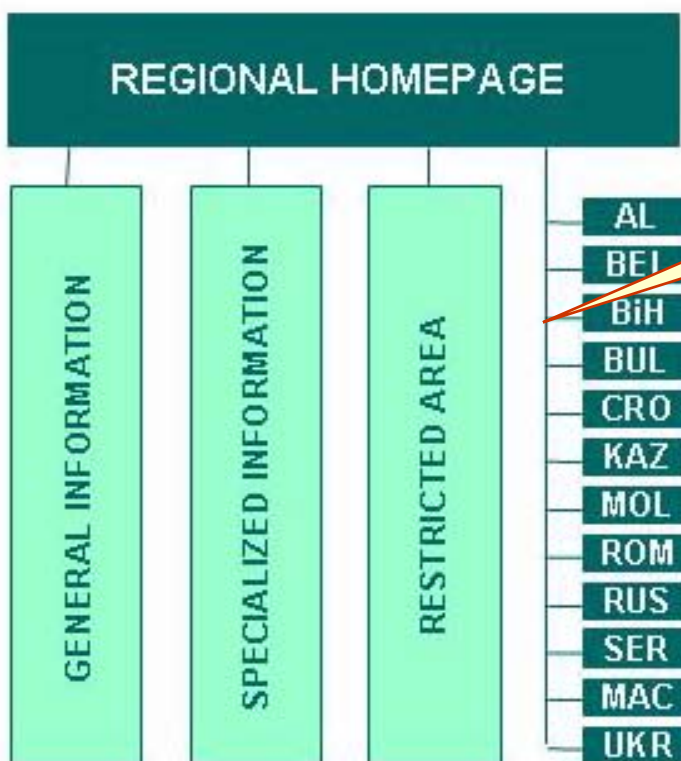 REGIONAL HOMEPAGE
GENERAL INFORMATION
SPECIALIZED INFORMATION
RESTRICTED AREA
AL
BEL
BiH
BUL
CRO
KAZ
MOL
ROM
RUS
SER
MAC
UKR